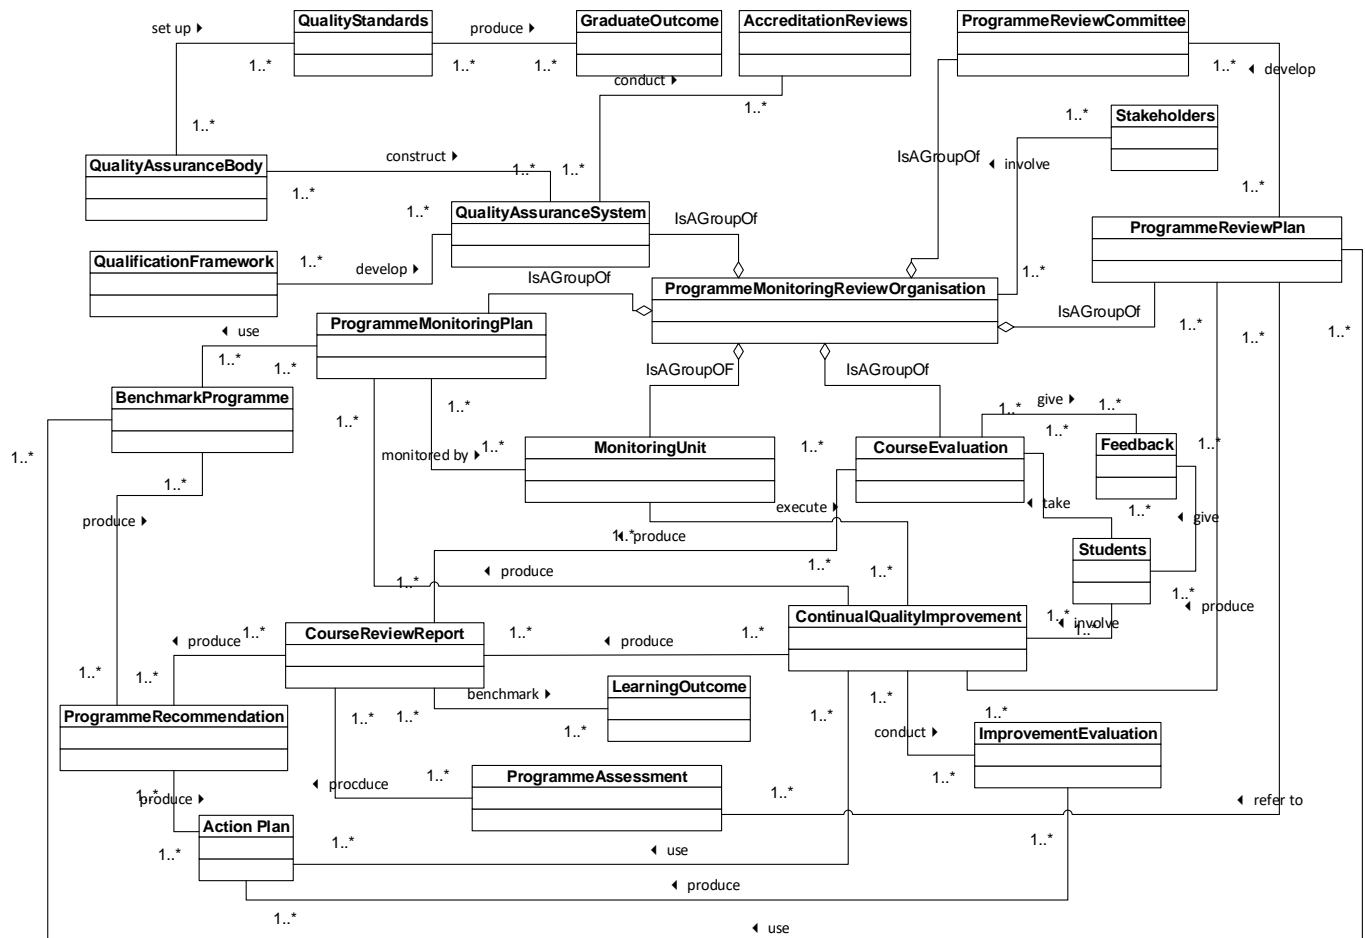 QualityStandards
GraduateOutcome
AccreditationReviews
ProgrammeReviewCommittee
set up
produce
1..*
1..*
1..*
1..*
develop
1..*
conduct
1..*
Stakeholders
1..*
1..*
QualityAssuranceBody
construct
IsAGroupOf
involve
1..*
1..*
1..*
1..*
1..*
QualityAssuranceSystem
IsAGroupOf
1..*
ProgrammeReviewPlan
QualificationFramework
1..*
develop
IsAGroupOf
1..*
ProgrammeMonitoringReviewOrganisation
IsAGroupOf
ProgrammeMonitoringPlan
use
1..*
1..*
1..*
1..*
1..*
IsAGroupOF
IsAGroupOf
BenchmarkProgramme
1..*
1..*
1..*
give
1..*
1..*
1..*
MonitoringUnit
1..*
CourseEvaluation
Feedback
1..*
1..*
monitored by
1..*
execute
take
1..*
give
produce
1..*
produce
Students
1..*
produce
1..*
1..*
1..*
produce
ContinualQualityImprovement
1..*
1..*
involve
CourseReviewReport
1..*
produce
1..*
1..*
produce
1..*
1..*
LearningOutcome
benchmark
ProgrammeRecommendation
1..*
1..*
1..*
1..*
1..*
1..*
conduct
ImprovementEvaluation
ProgrammeAssessment
1..*
procduce
1..*
1..*
1..*
produce
refer to
Action Plan
1..*
1..*
use
1..*
produce
1..*
use